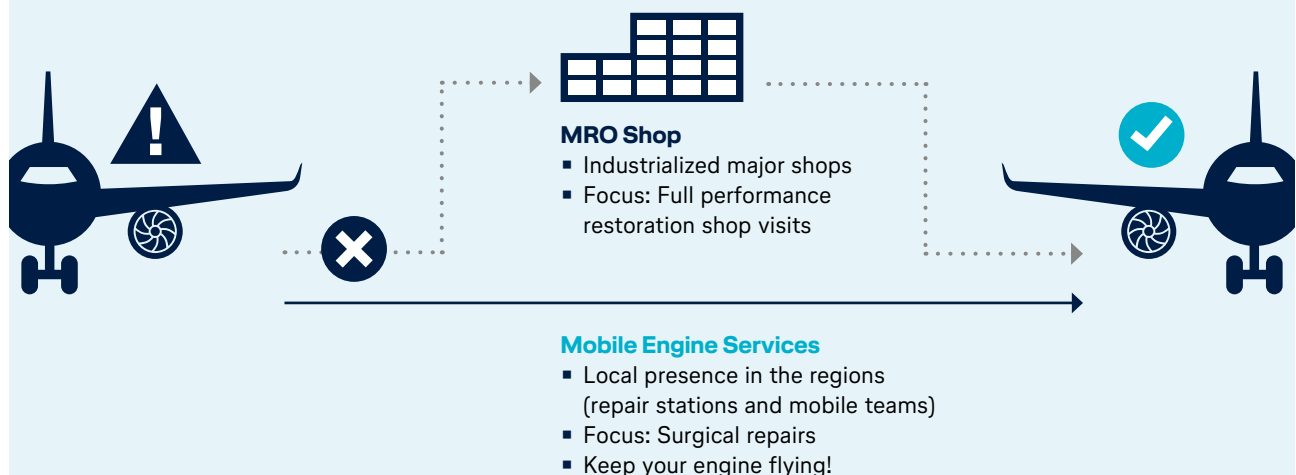 !
MRO Shop
▪ Industrialized major shops
▪ Focus: Full performance
restoration shop visits
Mobile Engine Services
▪ Local presence in the regions
(repair stations and mobile teams)
▪ Focus: Surgical repairs
▪ Keep your engine flying!